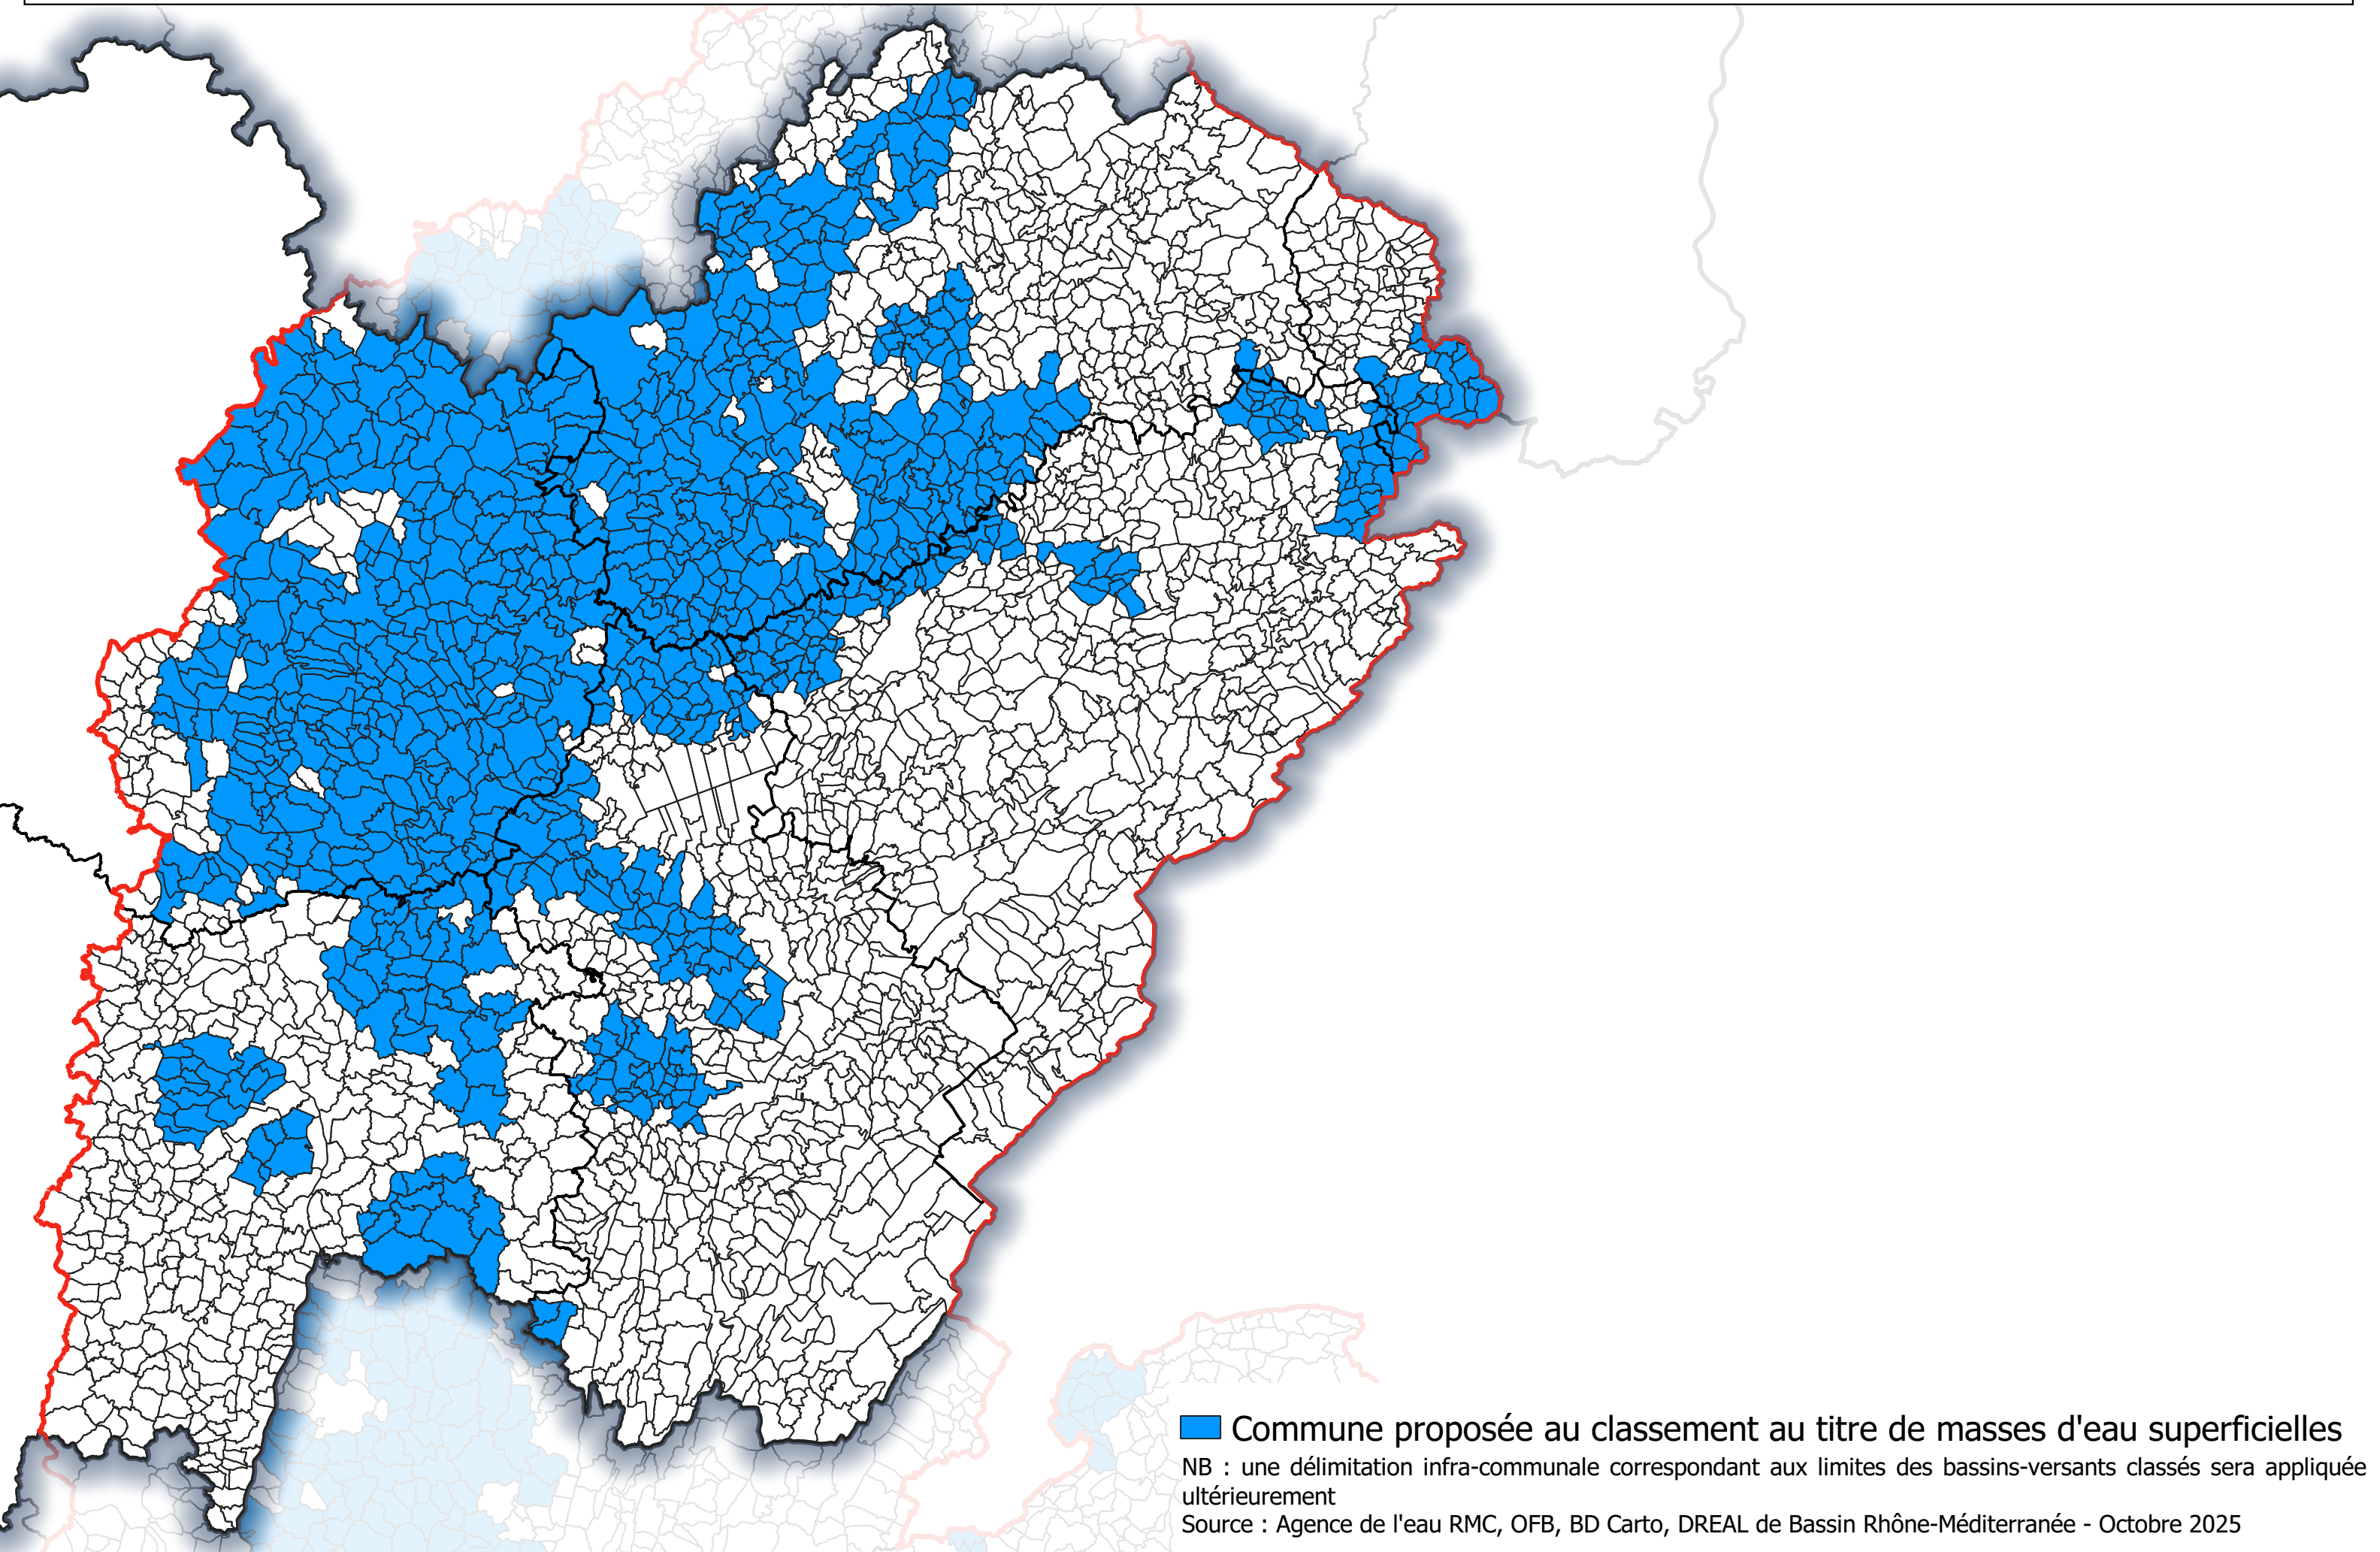 Commune proposée au classement au titre de masses d'eau superficielles
NB : une délimitation infra-communale correspondant aux limites des bassins-versants classés sera appliquée
ultérieurement
Source : Agence de l'eau RMC, OFB, BD Carto, DREAL de Bassin Rhône-Méditerranée - Octobre 2025